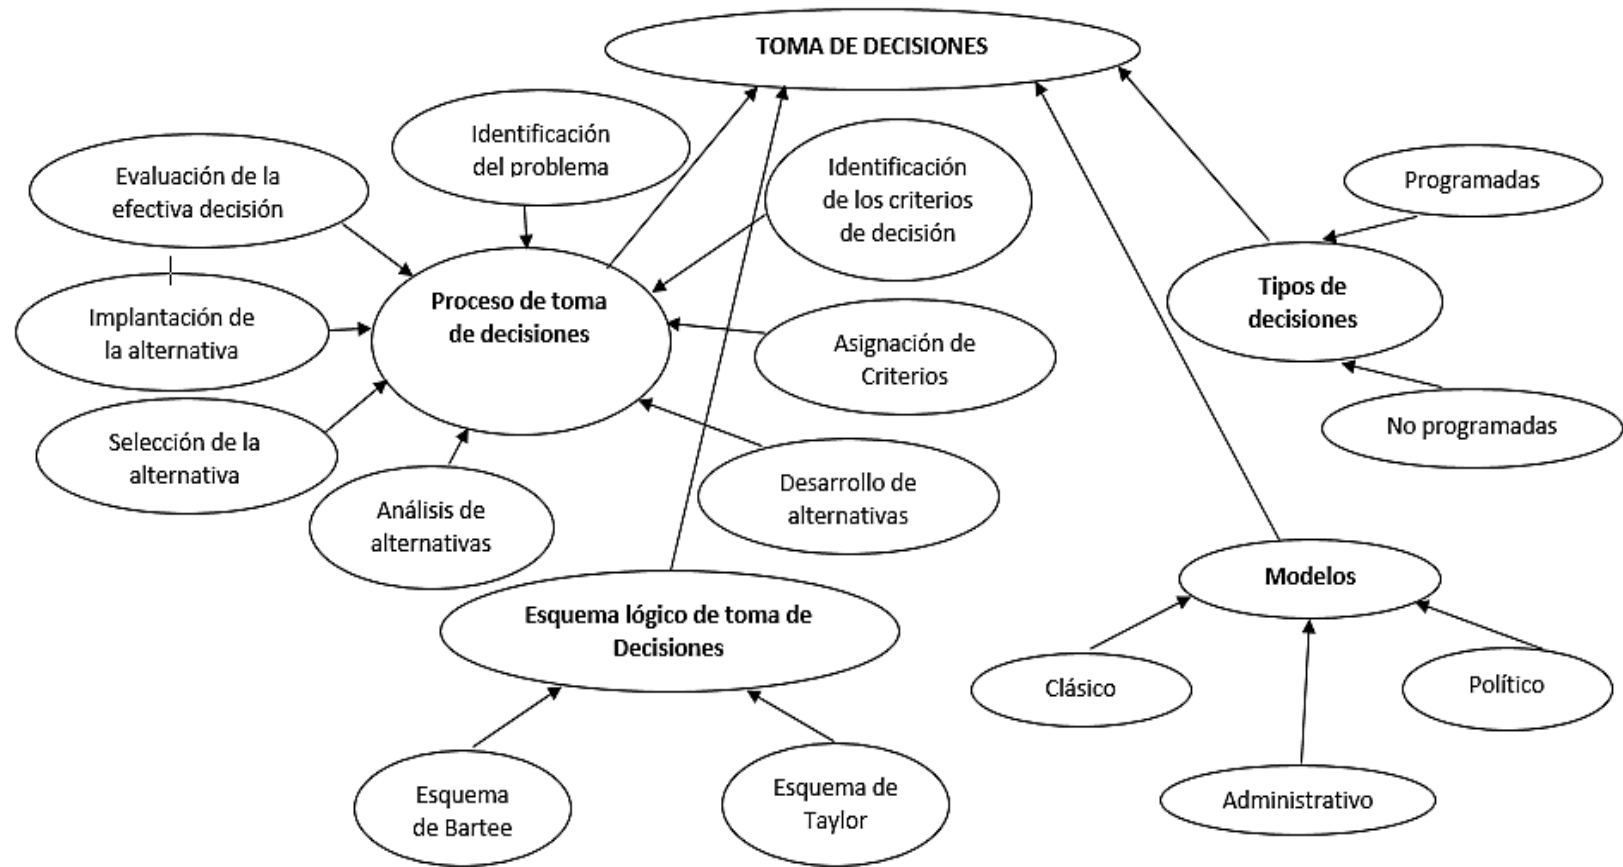 TOMA DE DECISIONES
Identificación
del problema
Identificación
de los criterios
de decisión
Evaluación de la
efectiva decisión
Programadas
Proceso de toma
de decisiones
Tipos de
decisiones
Implantación de
la alternativa
Asignación de
Criterios
Selección de la
alternativa
No programadas
Análisis de
alternativas
Desarrollo de
alternativas
Esquema lógico de toma de
Decisiones
Modelos
Clásico
Político
Administrativo
Esquema
de Bartee
Esquema de
Taylor